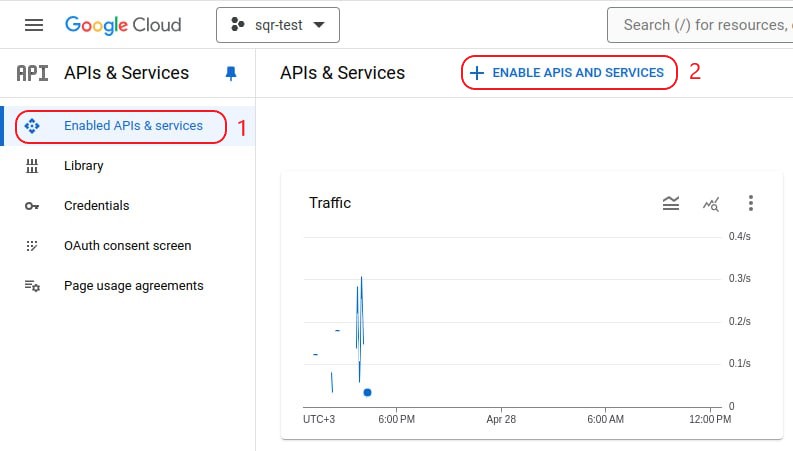 Google Cloud
sqr-test
Search (/) for resources,
API
APIs & Services
APIs & Services
+ ENABLE APIS AND SERVICES
2
Enabled APIs & services
1
Library
Credentials
OAuth consent screen
Page usage agreements
Traffic
0.4/s
0.3/s
0.2/s
0.1/s
0
UTC+3
6:00 PM
Apr 28
6:00 AM
12:00 PM